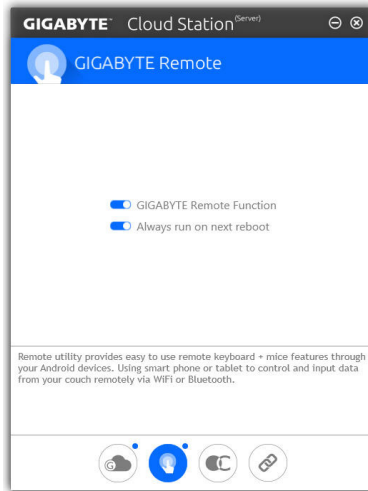 GIGABYTE™ Cloud Station (Server)
GIGABYTE Remote
GIGABYTE Remote Function
Always run on next reboot
Remote utility provides easy to use remote keyboard + mice features through
your Android devices. Using smart phone or tablet to control and input data
from your couch remotely via WiFi or Bluetooth.
G